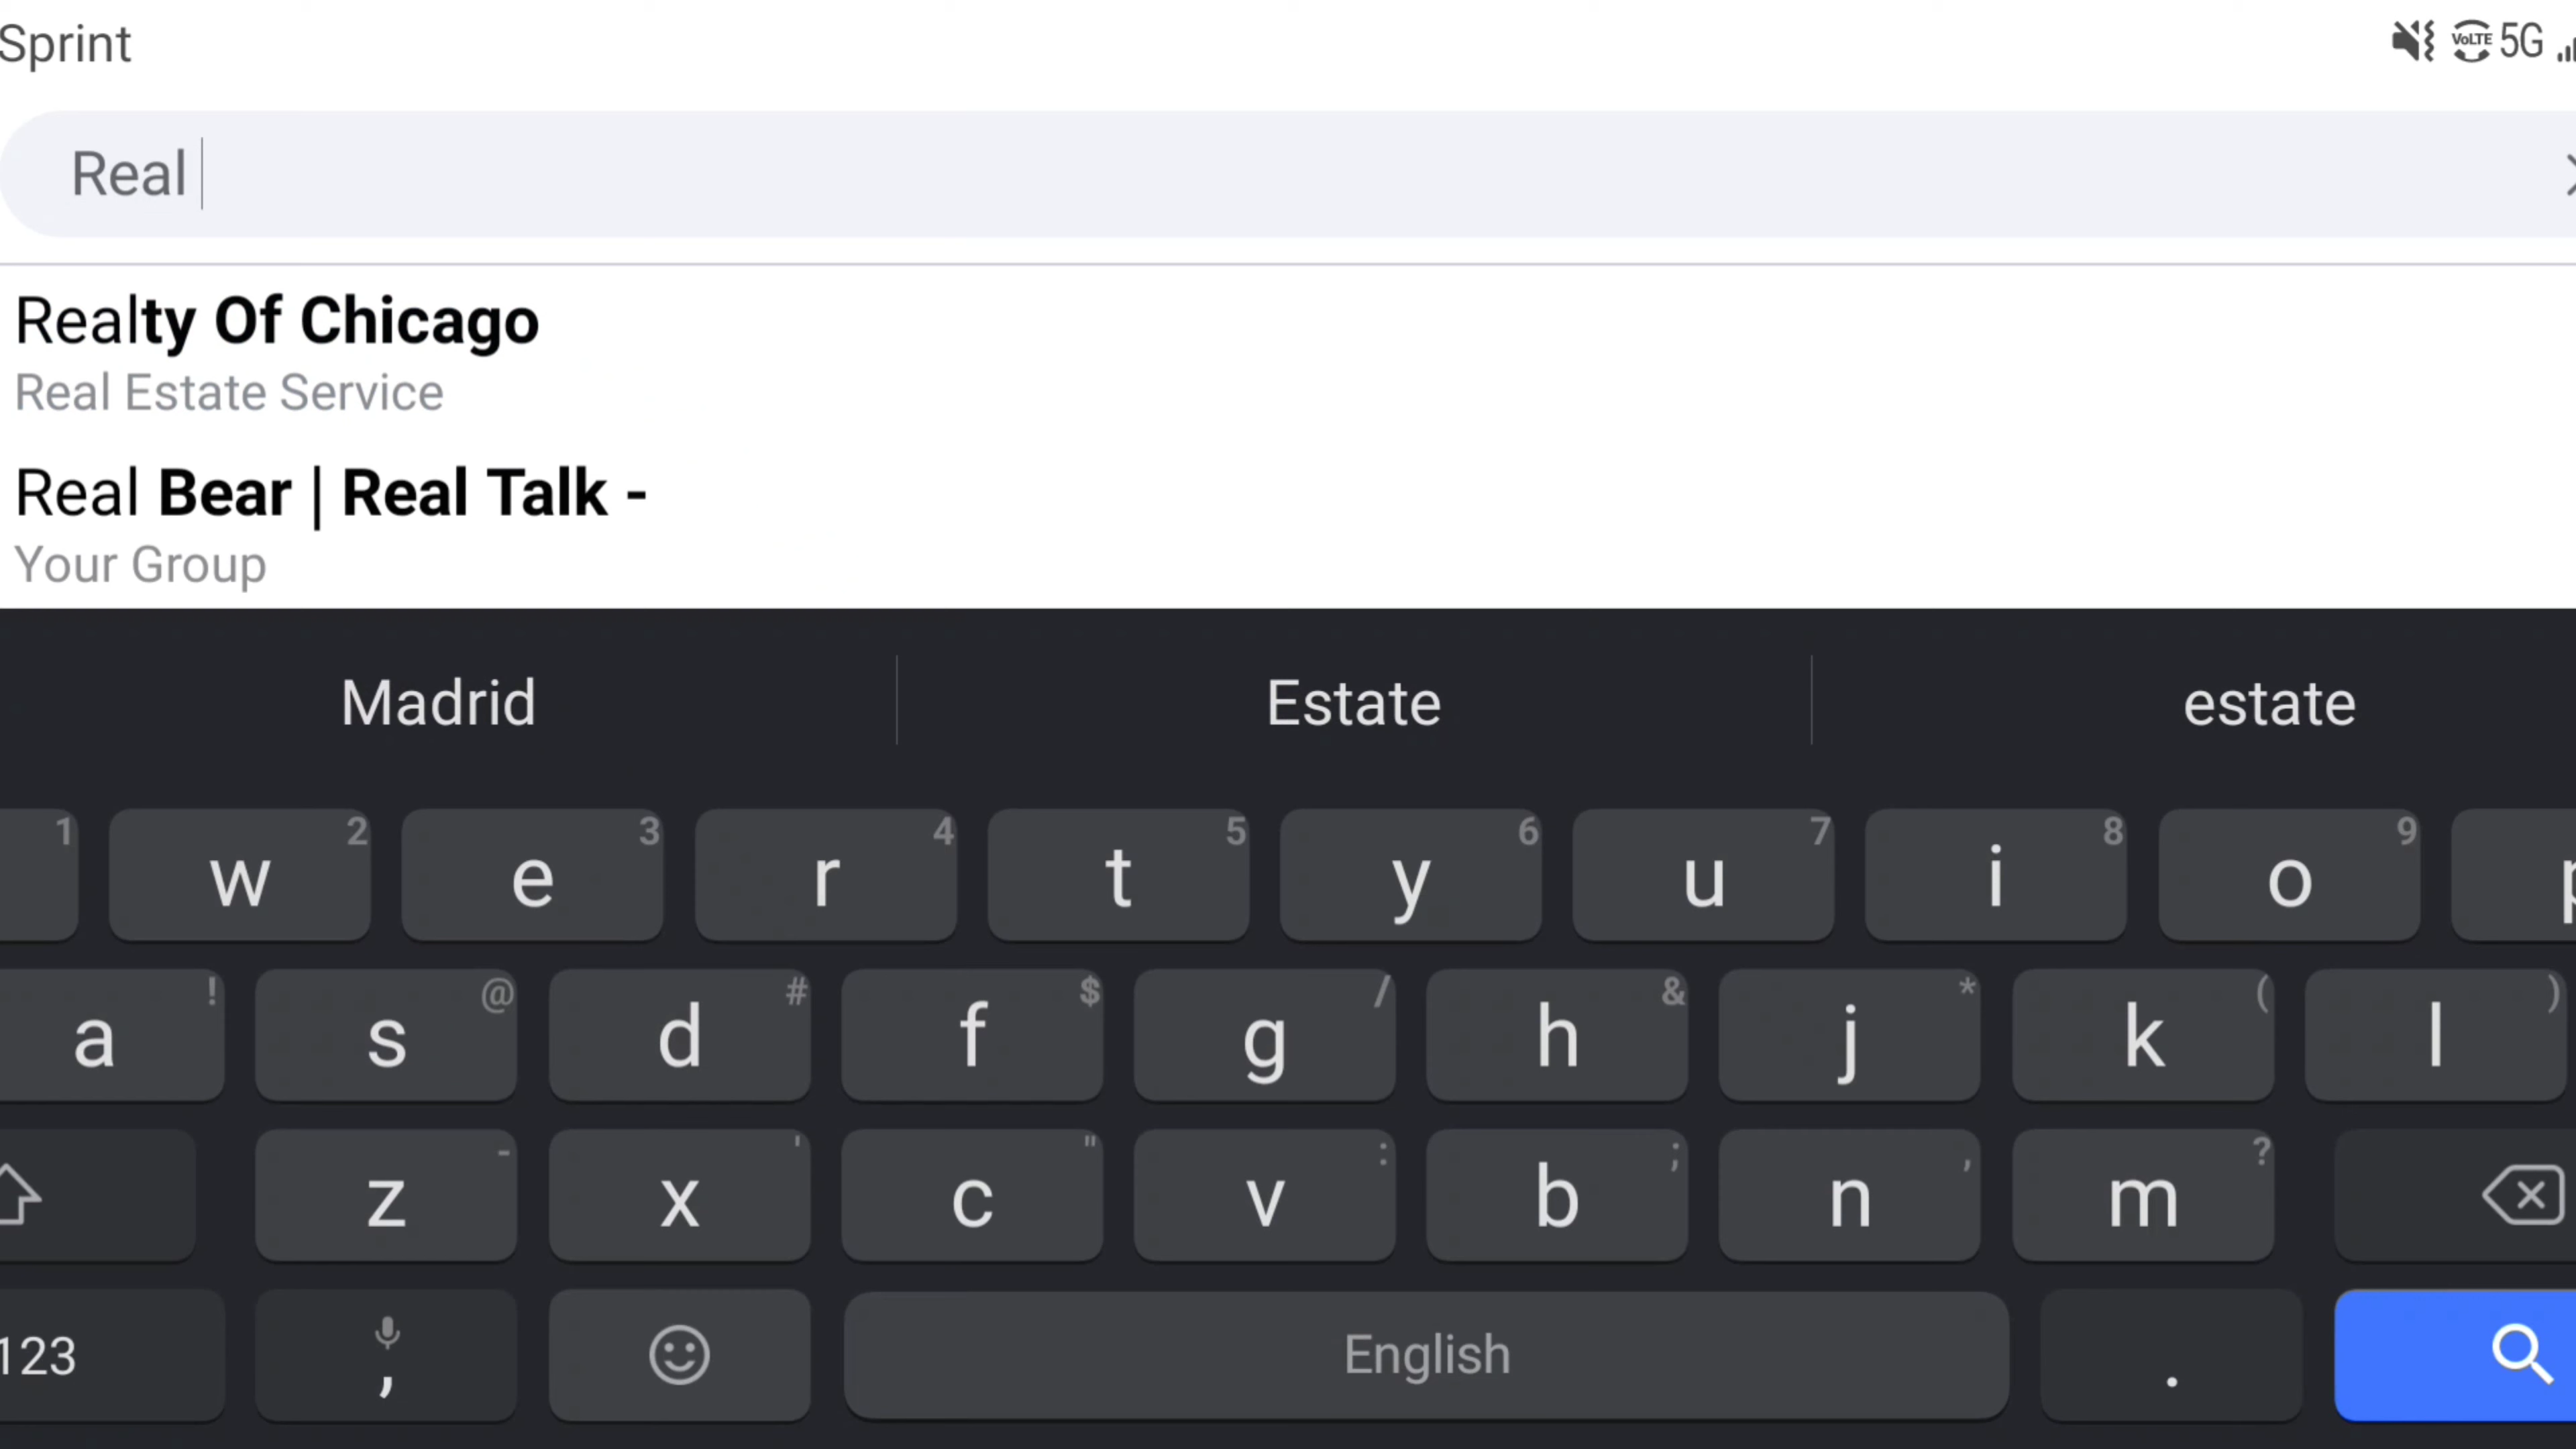 Sprint
VoLTE 5G
Real
Realty Of Chicago
Real Estate Service
Real Bear | Real Talk -
Your Group
Madrid Estate estate
1 2 3 4 5 6 7 8 9
w e r t y u i o p
! @ # $ / & * ( )
a s d f g h j k l
- ' " : ; , ?
z x c v b n m
123 , English .